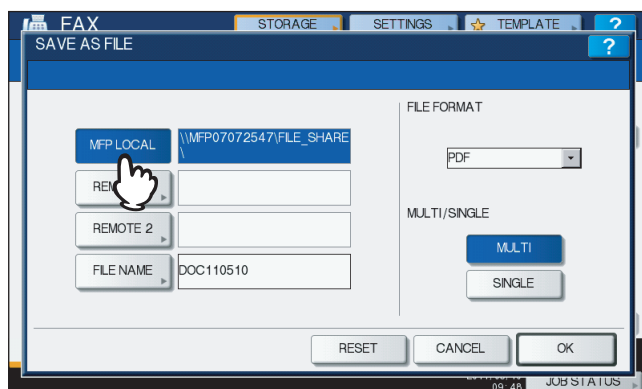 FAX
STORAGE
SETTINGS
TEMPLATE
?
SAVE AS FILE
?
MFP LOCAL
\\MFP07072547\FILE_SHARE
\
FILE FORMAT
PDF
REMOTE 2
FILE NAME
DOC110510
MULTI/SINGLE
MULTI
SINGLE
RESET
CANCEL
OK
09:48
JOB STATUS